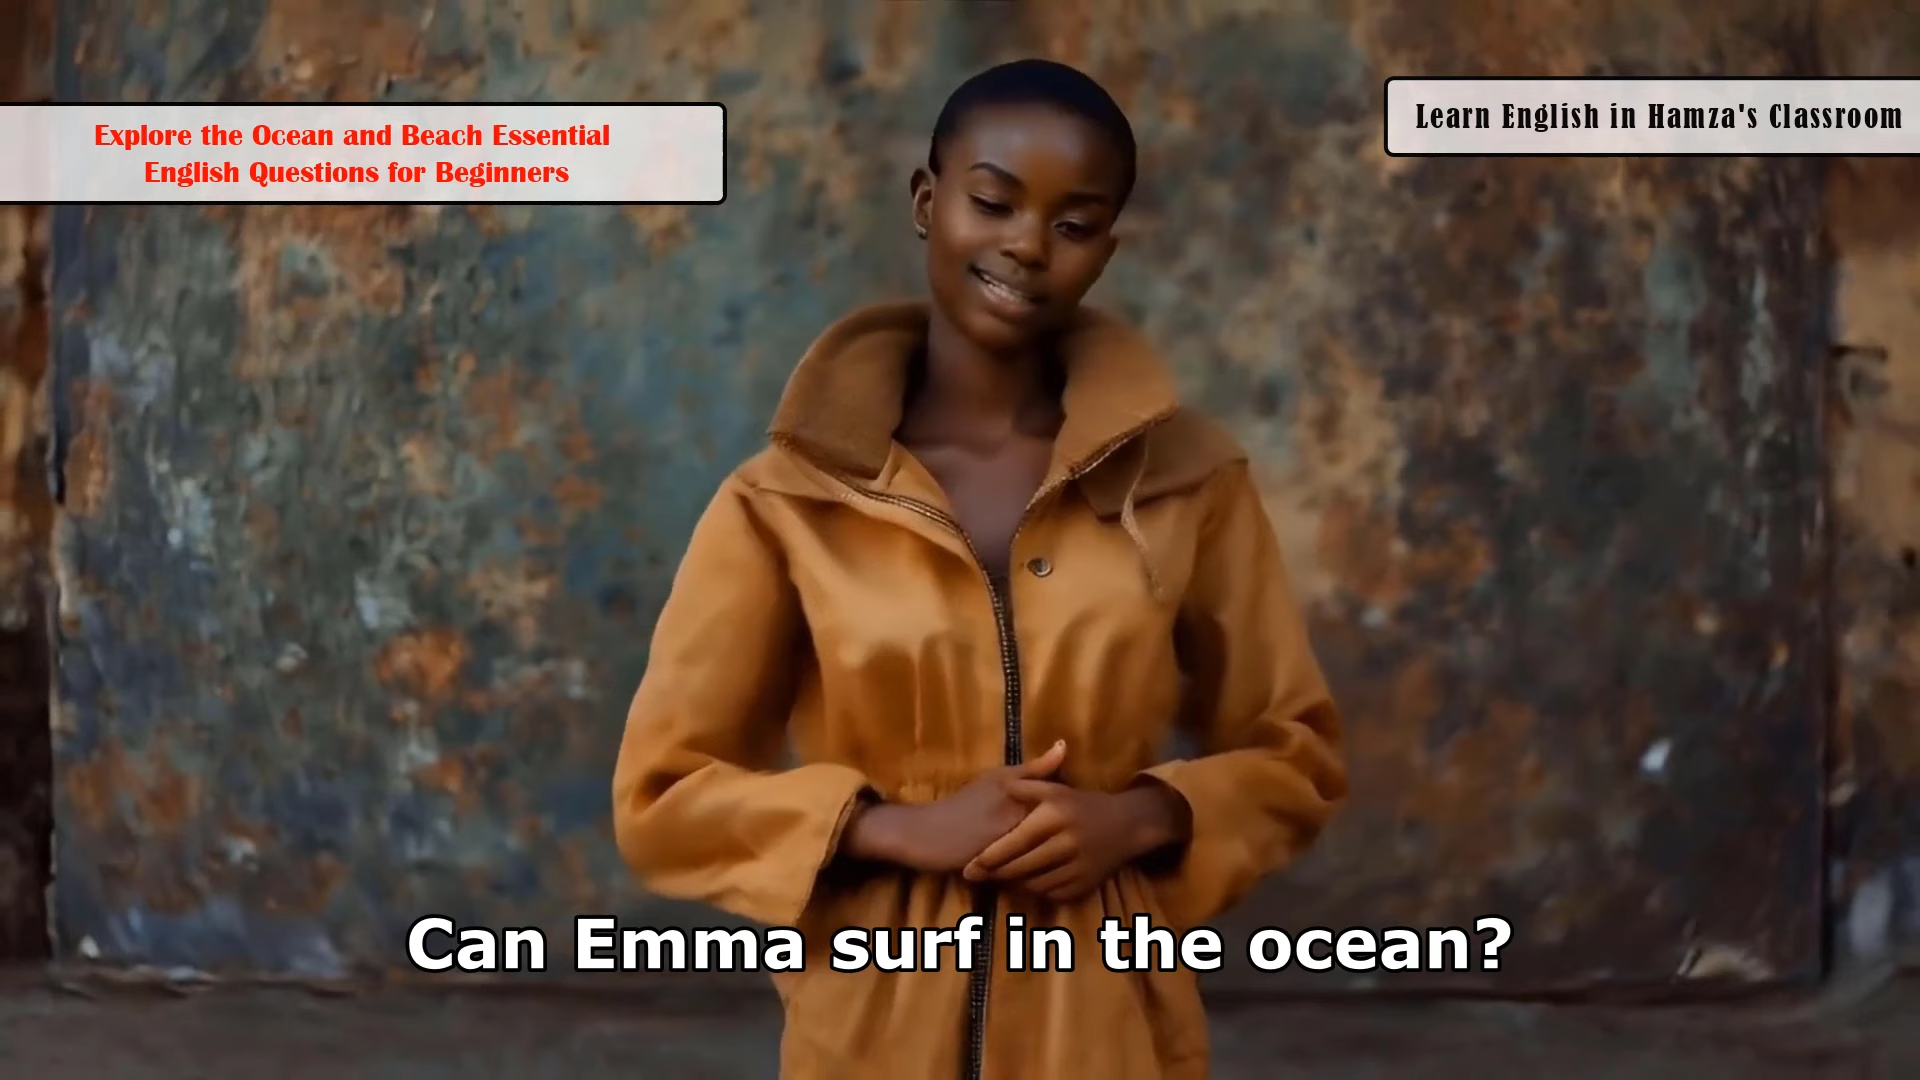 Explore the Ocean and Beach Essential
English Questions for Beginners
Learn English in Hamza's Classroom
Can Emma surf in the ocean?